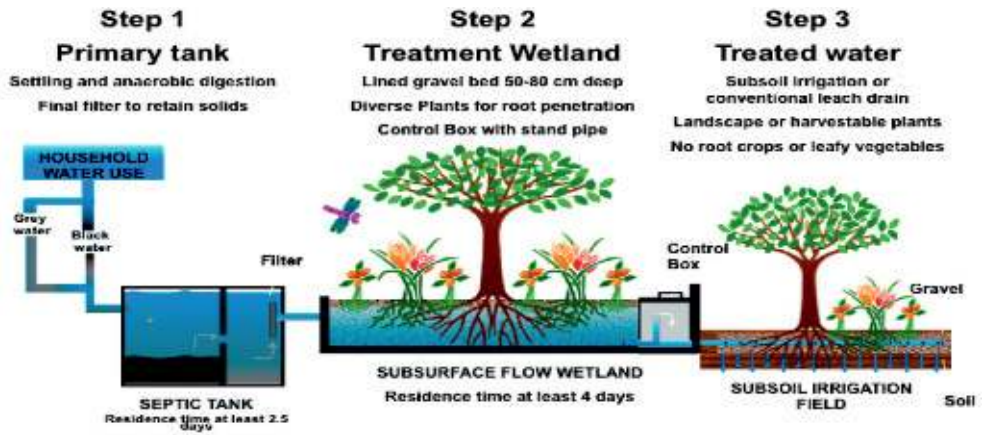 Step 1
Primary tank
Settling and anaerobic digestion
Final filter to retain solids
HOUSEHOLD
WATER USE
Grey
water
Black
water
Filter
SEPTIC TANK
Residence time at least 2.5
days
Step 2
Treatment Wetland
Lined gravel bed 50-80 cm deep
Diverse Plants for root penetration
Control Box with stand pipe
SUBSURFACE FLOW WETLAND
Residence time at least 4 days
Step 3
Treated water
Subsoil irrigation or
conventional leach drain
Landscape or harvestable plants
No root crops or leafy vegetables
Control
Box
Gravel
SUBSOIL IRRIGATION
FIELD
Soil